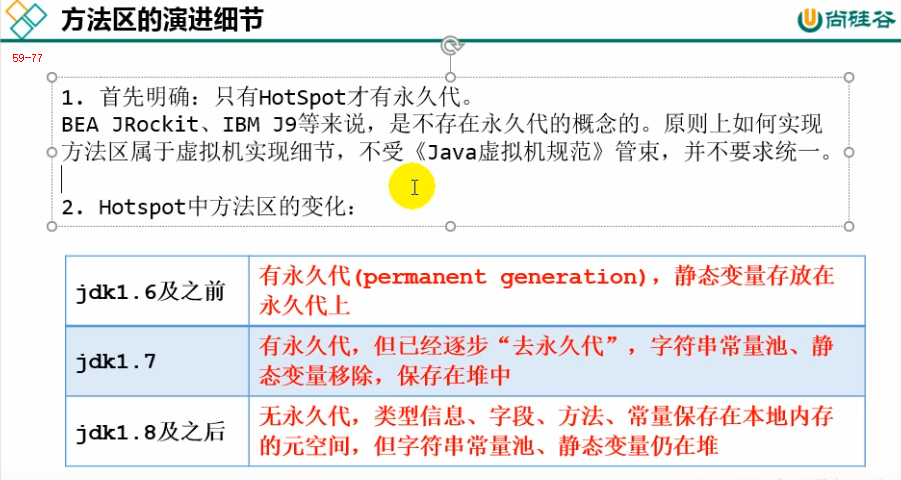 方法区的演进细节
尚硅谷
59-77
1. 首先明确：只有HotSpot才有永久代。
BEA JRockit、IBM J9等来说，是不存在永久代的概念的。原则上如何实现
方法区属于虚拟机实现细节，不受《Java虚拟机规范》管束，并不要求统一。
2. Hotspot中方法区的变化：
jdk1.6及之前
有永久代(permanent generation)，静态变量存放在
永久代上
jdk1.7
有永久代，但已经逐步“去永久代”，字符串常量池、静
态变量移除，保存在堆中
jdk1.8及之后
无永久代，类型信息、字段、方法、常量保存在本地内存
的元空间，但字符串常量池、静态变量仍在堆